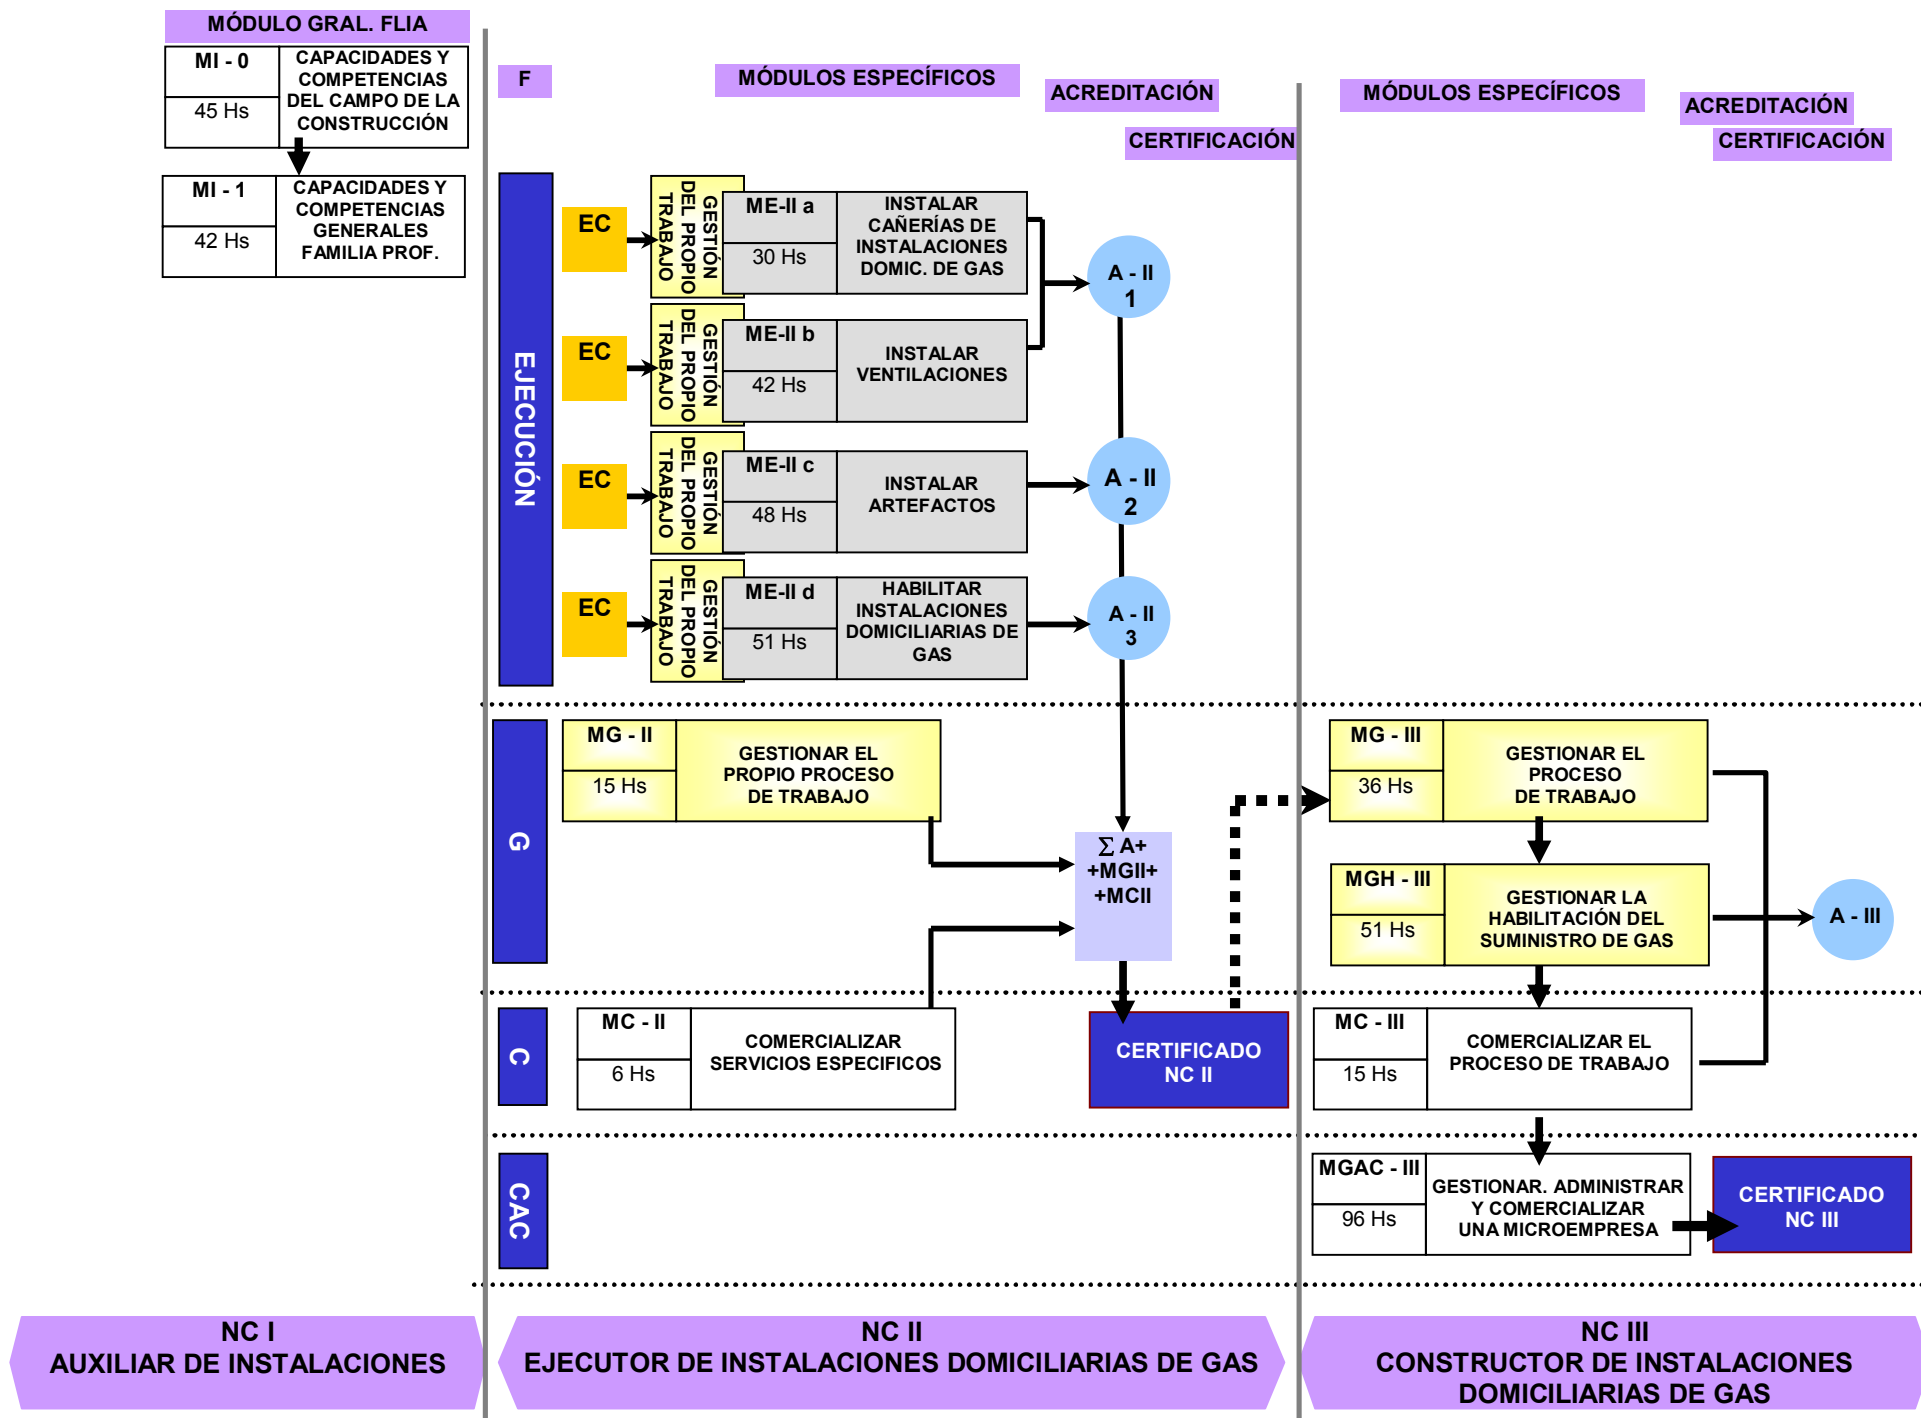 MÓDULO GRAL. FLIA
MI - 0
45 Hs
CAPACIDADES Y
COMPETENCIAS
DEL CAMPO DE LA
CONSTRUCCIÓN
MI - 1
42 Hs
CAPACIDADES Y
COMPETENCIAS
GENERALES
FAMILIA PROF.
F
MÓDULOS ESPECÍFICOS
ACREDITACIÓN
CERTIFICACIÓN
EJECUCIÓN
EC
GESTIÓN
DEL PROPIO
TRABAJO
ME-II a
30 Hs
INSTALAR
CAÑERÍAS DE
INSTALACIONES
DOMIC. DE GAS
A - II
1
EC
GESTIÓN
DEL PROPIO
TRABAJO
ME-II b
42 Hs
INSTALAR
VENTILACIONES
EC
GESTIÓN
DEL PROPIO
TRABAJO
ME-II c
48 Hs
INSTALAR
ARTEFACTOS
A - II
2
EC
GESTIÓN
DEL PROPIO
TRABAJO
ME-II d
51 Hs
HABILITAR
INSTALACIONES
DOMICILIARIAS DE
GAS
A - II
3
G
MG - II
15 Hs
GESTIONAR EL
PROPIO PROCESO
DE TRABAJO
∑ A+
+MGII+
+MCII
C
MC - II
6 Hs
COMERCIALIZAR
SERVICIOS ESPECIFICOS
CERTIFICADO
NC II
CAC
MÓDULOS ESPECÍFICOS
ACREDITACIÓN
CERTIFICACIÓN
MG - III
36 Hs
GESTIONAR EL
PROCESO
DE TRABAJO
MGH - III
51 Hs
GESTIONAR LA
HABILITACIÓN DEL
SUMINISTRO DE GAS
A - III
MC - III
15 Hs
COMERCIALIZAR EL
PROCESO DE TRABAJO
MGAC - III
96 Hs
GESTIONAR. ADMINISTRAR
Y COMERCIALIZAR
UNA MICROEMPRESA
CERTIFICADO
NC III
NC I
AUXILIAR DE INSTALACIONES
NC II
EJECUTOR DE INSTALACIONES DOMICILIARIAS DE GAS
NC III
CONSTRUCTOR DE INSTALACIONES
DOMICILIARIAS DE GAS